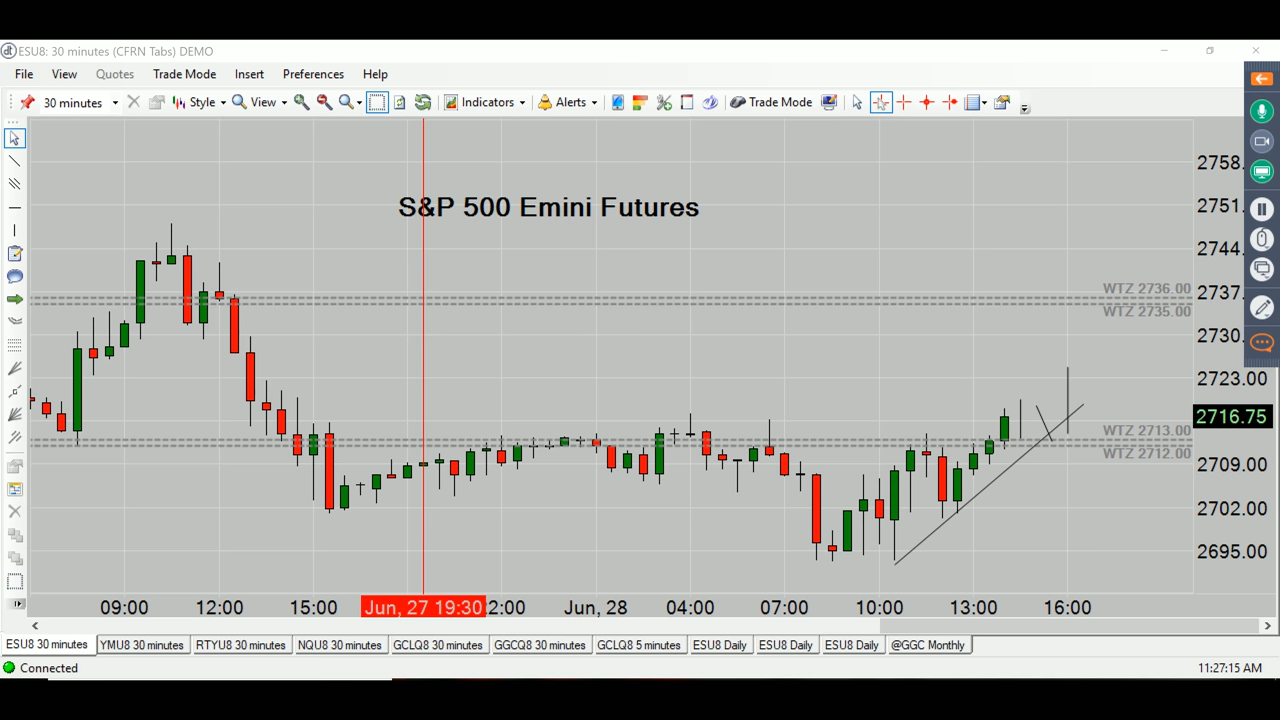 dt ESU8: 30 minutes (CFRN Tabs) DEMO
File View Quotes Trade Mode Insert Preferences Help
30 minutes Style View Indicators Alerts Trade Mode
2758.
S&P 500 Emini Futures
2751.
2744.
WTZ 2736.00
2737.
WTZ 2735.00
2730.
2723.00
2716.75
WTZ 2713.00
WTZ 2712.00
2709.00
2702.00
2695.00
09:00 12:00 15:00 Jun, 27 19:30 2:00 Jun, 28 04:00 07:00 10:00 13:00 16:00
ESU8 30 minutes YMU8 30 minutes RTYU8 30 minutes NQU8 30 minutes GCLQ8 30 minutes GGCQ8 30 minutes GCLQ8 5 minutes ESU8 Daily ESU8 Daily ESU8 Daily @GGC Monthly
Connected 11:27:15 AM